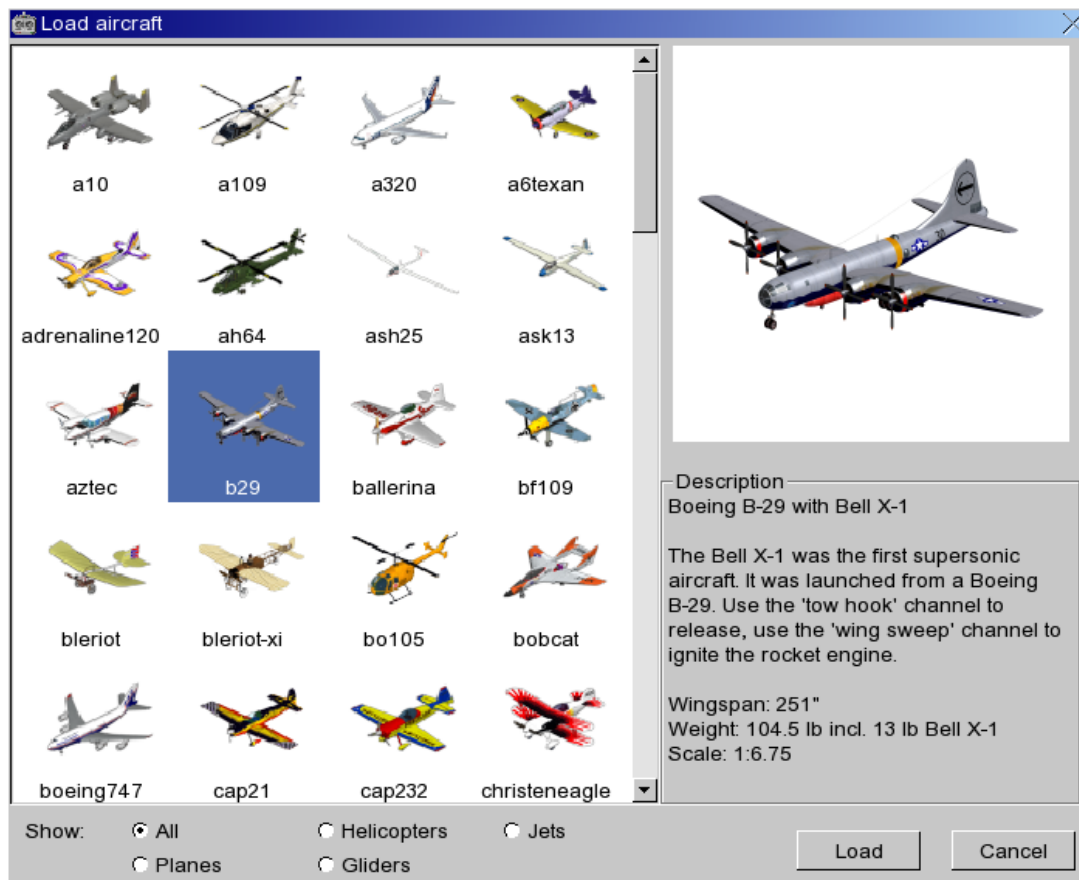 Load aircraft
a10
a109
a320
a6texan
adrenaline120
ah64
ash25
ask13
aztec
b29
ballerina
bf109
bleriot
bleriot-xi
bo105
bobcat
boeing747
cap21
cap232
christeneagle
Description
Boeing B-29 with Bell X-1
The Bell X-1 was the first supersonic
aircraft. It was launched from a Boeing
B-29. Use the 'tow hook' channel to
release, use the 'wing sweep' channel to
ignite the rocket engine.
Wingspan: 251"
Weight: 104.5 lb incl. 13 lb Bell X-1
Scale: 1:6.75
Show:
All
Helicopters
Jets
Planes
Gliders
Load
Cancel